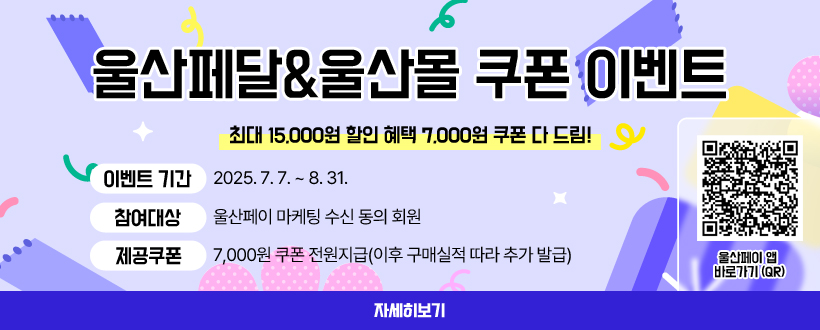 울산페달&울산몰 쿠폰 이벤트
최대 15,000원 할인 혜택 7,000원 쿠폰 다 드림!
이벤트 기간 2025. 7. 7. ~ 8. 31.
참여대상 울산페이 마케팅 수신 동의 회원
제공쿠폰 7,000원 쿠폰 전원지급(이후 구매실적 따라 추가 발급)
울산페이 앱
바로가기 (QR)
자세히보기